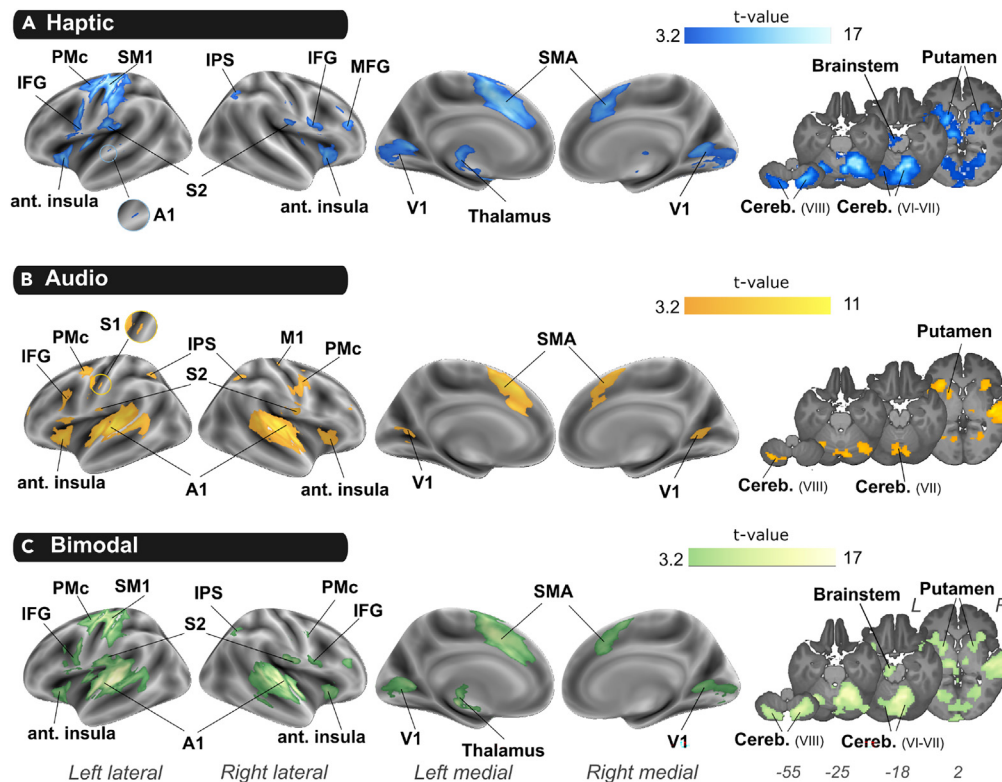 A Haptic
t-value
3.2 17
PMc SM1 IPS IFG MFG SMA Brainstem Putamen
IFG
S2
ant. insula A1 ant. insula V1 Thalamus V1 Cereb. (VIII) Cereb. (VI-VII)
B Audio
t-value
3.2 11
S1
PMc IPS M1 SMA Putamen
IFG S2 PMc
ant. insula A1 ant. insula V1 V1 Cereb. (VIII) Cereb. (VII)
C Bimodal
t-value
3.2 17
PMc SM1 IPS PMc SMA Brainstem Putamen
IFG S2 IFG L
ant. insula A1 ant. insula V1 Thalamus V1 Cereb. (VIII) Cereb. (VI-VII)
Left lateral Right lateral Left medial Right medial -55 -25 -18 2